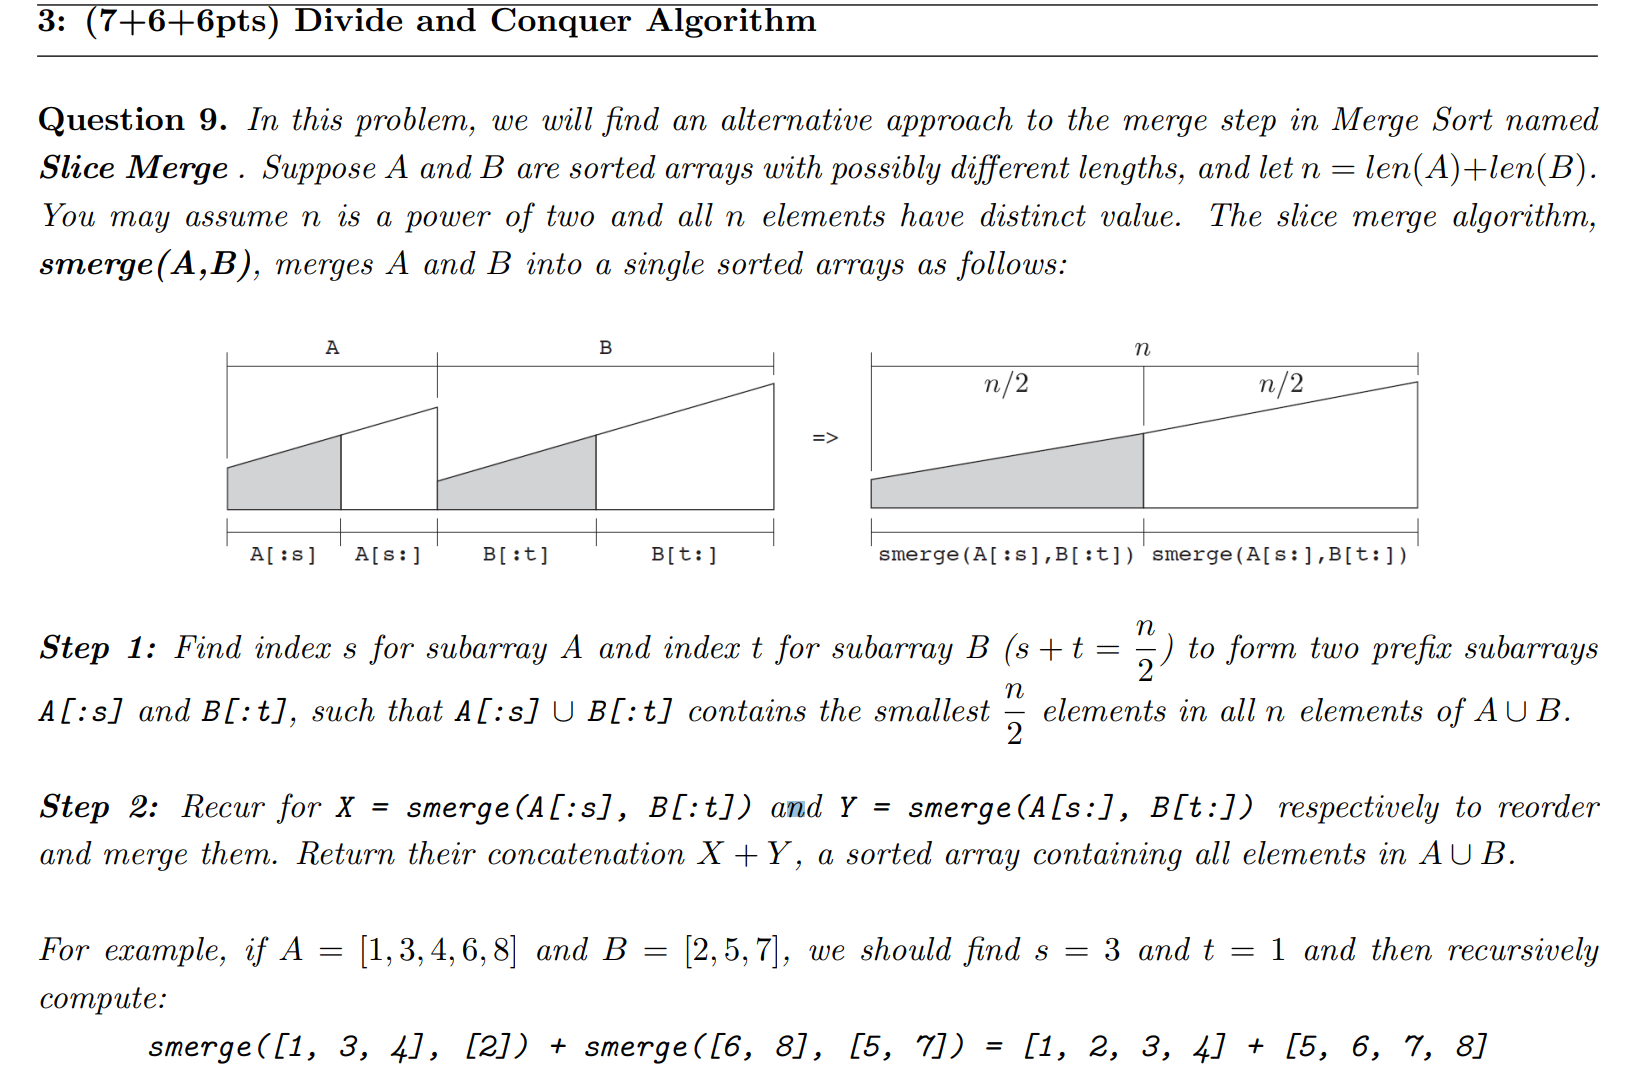 3: (7+6+6pts) Divide and Conquer Algorithm
Question 9. In this problem, we will find an alternative approach to the merge step in Merge Sort named
Slice Merge . Suppose A and B are sorted arrays with possibly different lengths, and let n = len(A)+len(B).
You may assume n is a power of two and all n elements have distinct value. The slice merge algorithm,
smerge(A,B), merges A and B into a single sorted arrays as follows:
A B n
n/2 n/2
=>
A[:s] A[s:] B[:t] B[t:] smerge(A[:s],B[:t]) smerge(A[s:],B[t:])
Step 1: Find index s for subarray A and index t for subarray B (s + t = n/2) to form two prefix subarrays
A[:s] and B[:t], such that A[:s] ∪ B[:t] contains the smallest n/2 elements in all n elements of A ∪ B.
Step 2: Recur for X = smerge(A[:s], B[:t]) and Y = smerge(A[s:], B[t:]) respectively to reorder
and merge them. Return their concatenation X + Y, a sorted array containing all elements in A ∪ B.
For example, if A = [1, 3, 4, 6, 8] and B = [2, 5, 7], we should find s = 3 and t = 1 and then recursively
compute:
smerge([1, 3, 4], [2]) + smerge([6, 8], [5, 7]) = [1, 2, 3, 4] + [5, 6, 7, 8]